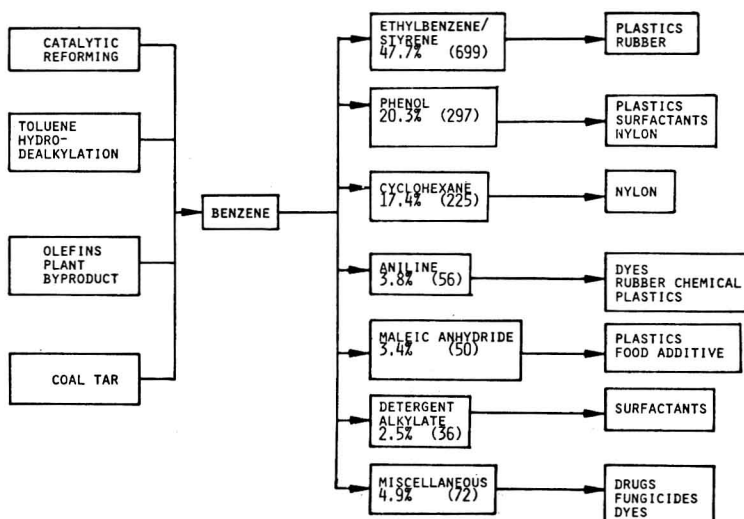 CATALYTIC
REFORMING
TOLUENE
HYDRO-
DEALKYLATION
OLEFINS
PLANT
BYPRODUCT
COAL TAR
BENZENE
ETHYLBENZENE/
STYRENE
47.7% (699)
PLASTICS
RUBBER
PHENOL
20.3% (297)
PLASTICS
SURFACTANTS
NYLON
CYCLOHEXANE
17.4% (225)
NYLON
ANILINE
3.8% (56)
DYES
RUBBER CHEMICAL
PLASTICS
MALEIC ANHYDRIDE
3.4% (50)
PLASTICS
FOOD ADDITIVE
DETERGENT
ALKYLATE
2.5% (36)
SURFACTANTS
MISCELLANEOUS
4.9% (72)
DRUGS
FUNGICIDES
DYES